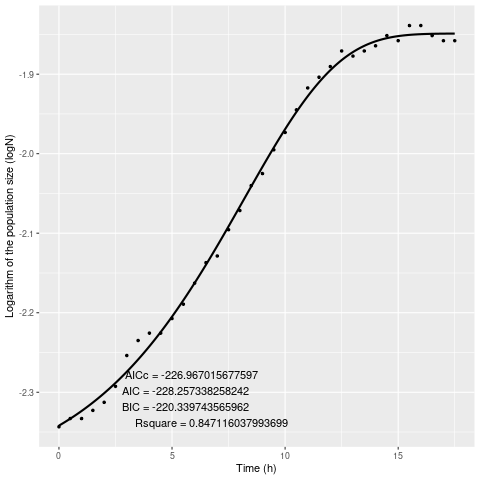 -1.9
-2.0
-2.1
-2.2
-2.3
Logarithm of the population size (logN)
AICc = -226.967015677597
AIC = -228.257338258242
BIC = -220.339743565962
Rsquare = 0.847116037993699
0 5 10 15
Time (h)